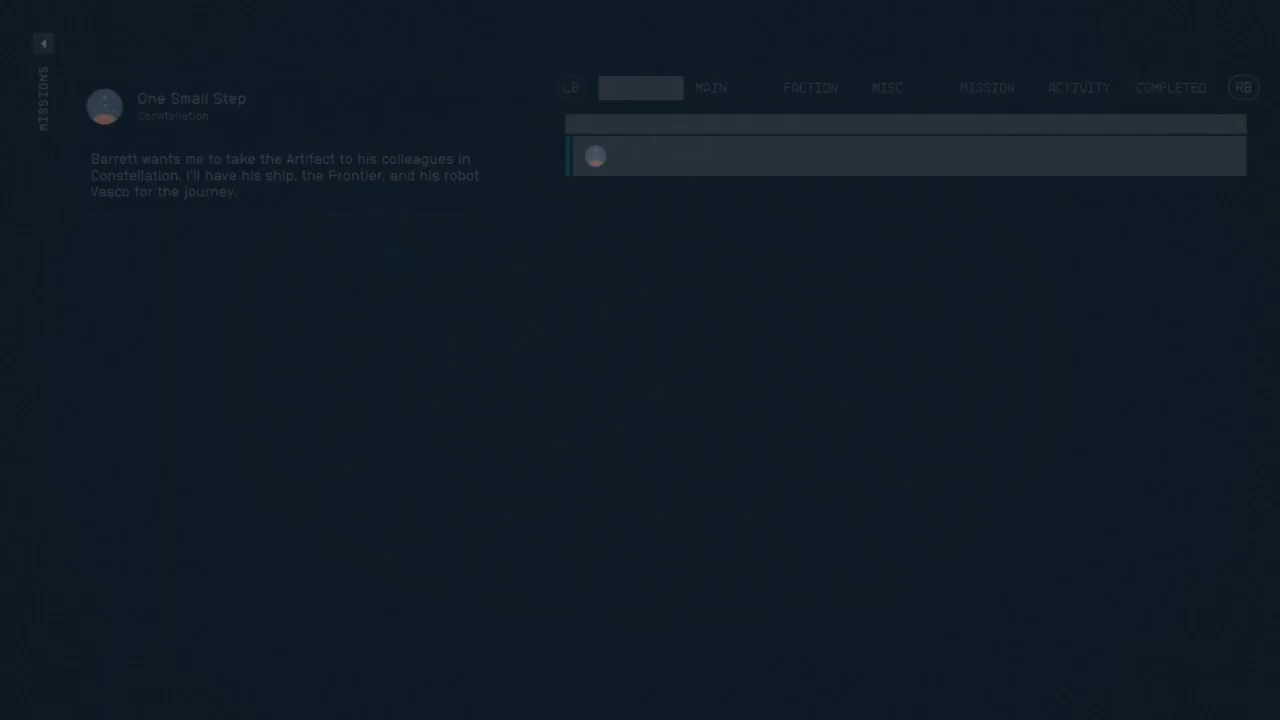 MISSIONS
One Small Step
Constellation
Barrett wants me to take the Artifact to his colleagues in
Constellation. I'll have his ship, the Frontier, and his robot
Vasco for the journey.
LB MAIN FACTION MISC MISSION ACTIVITY COMPLETED RB